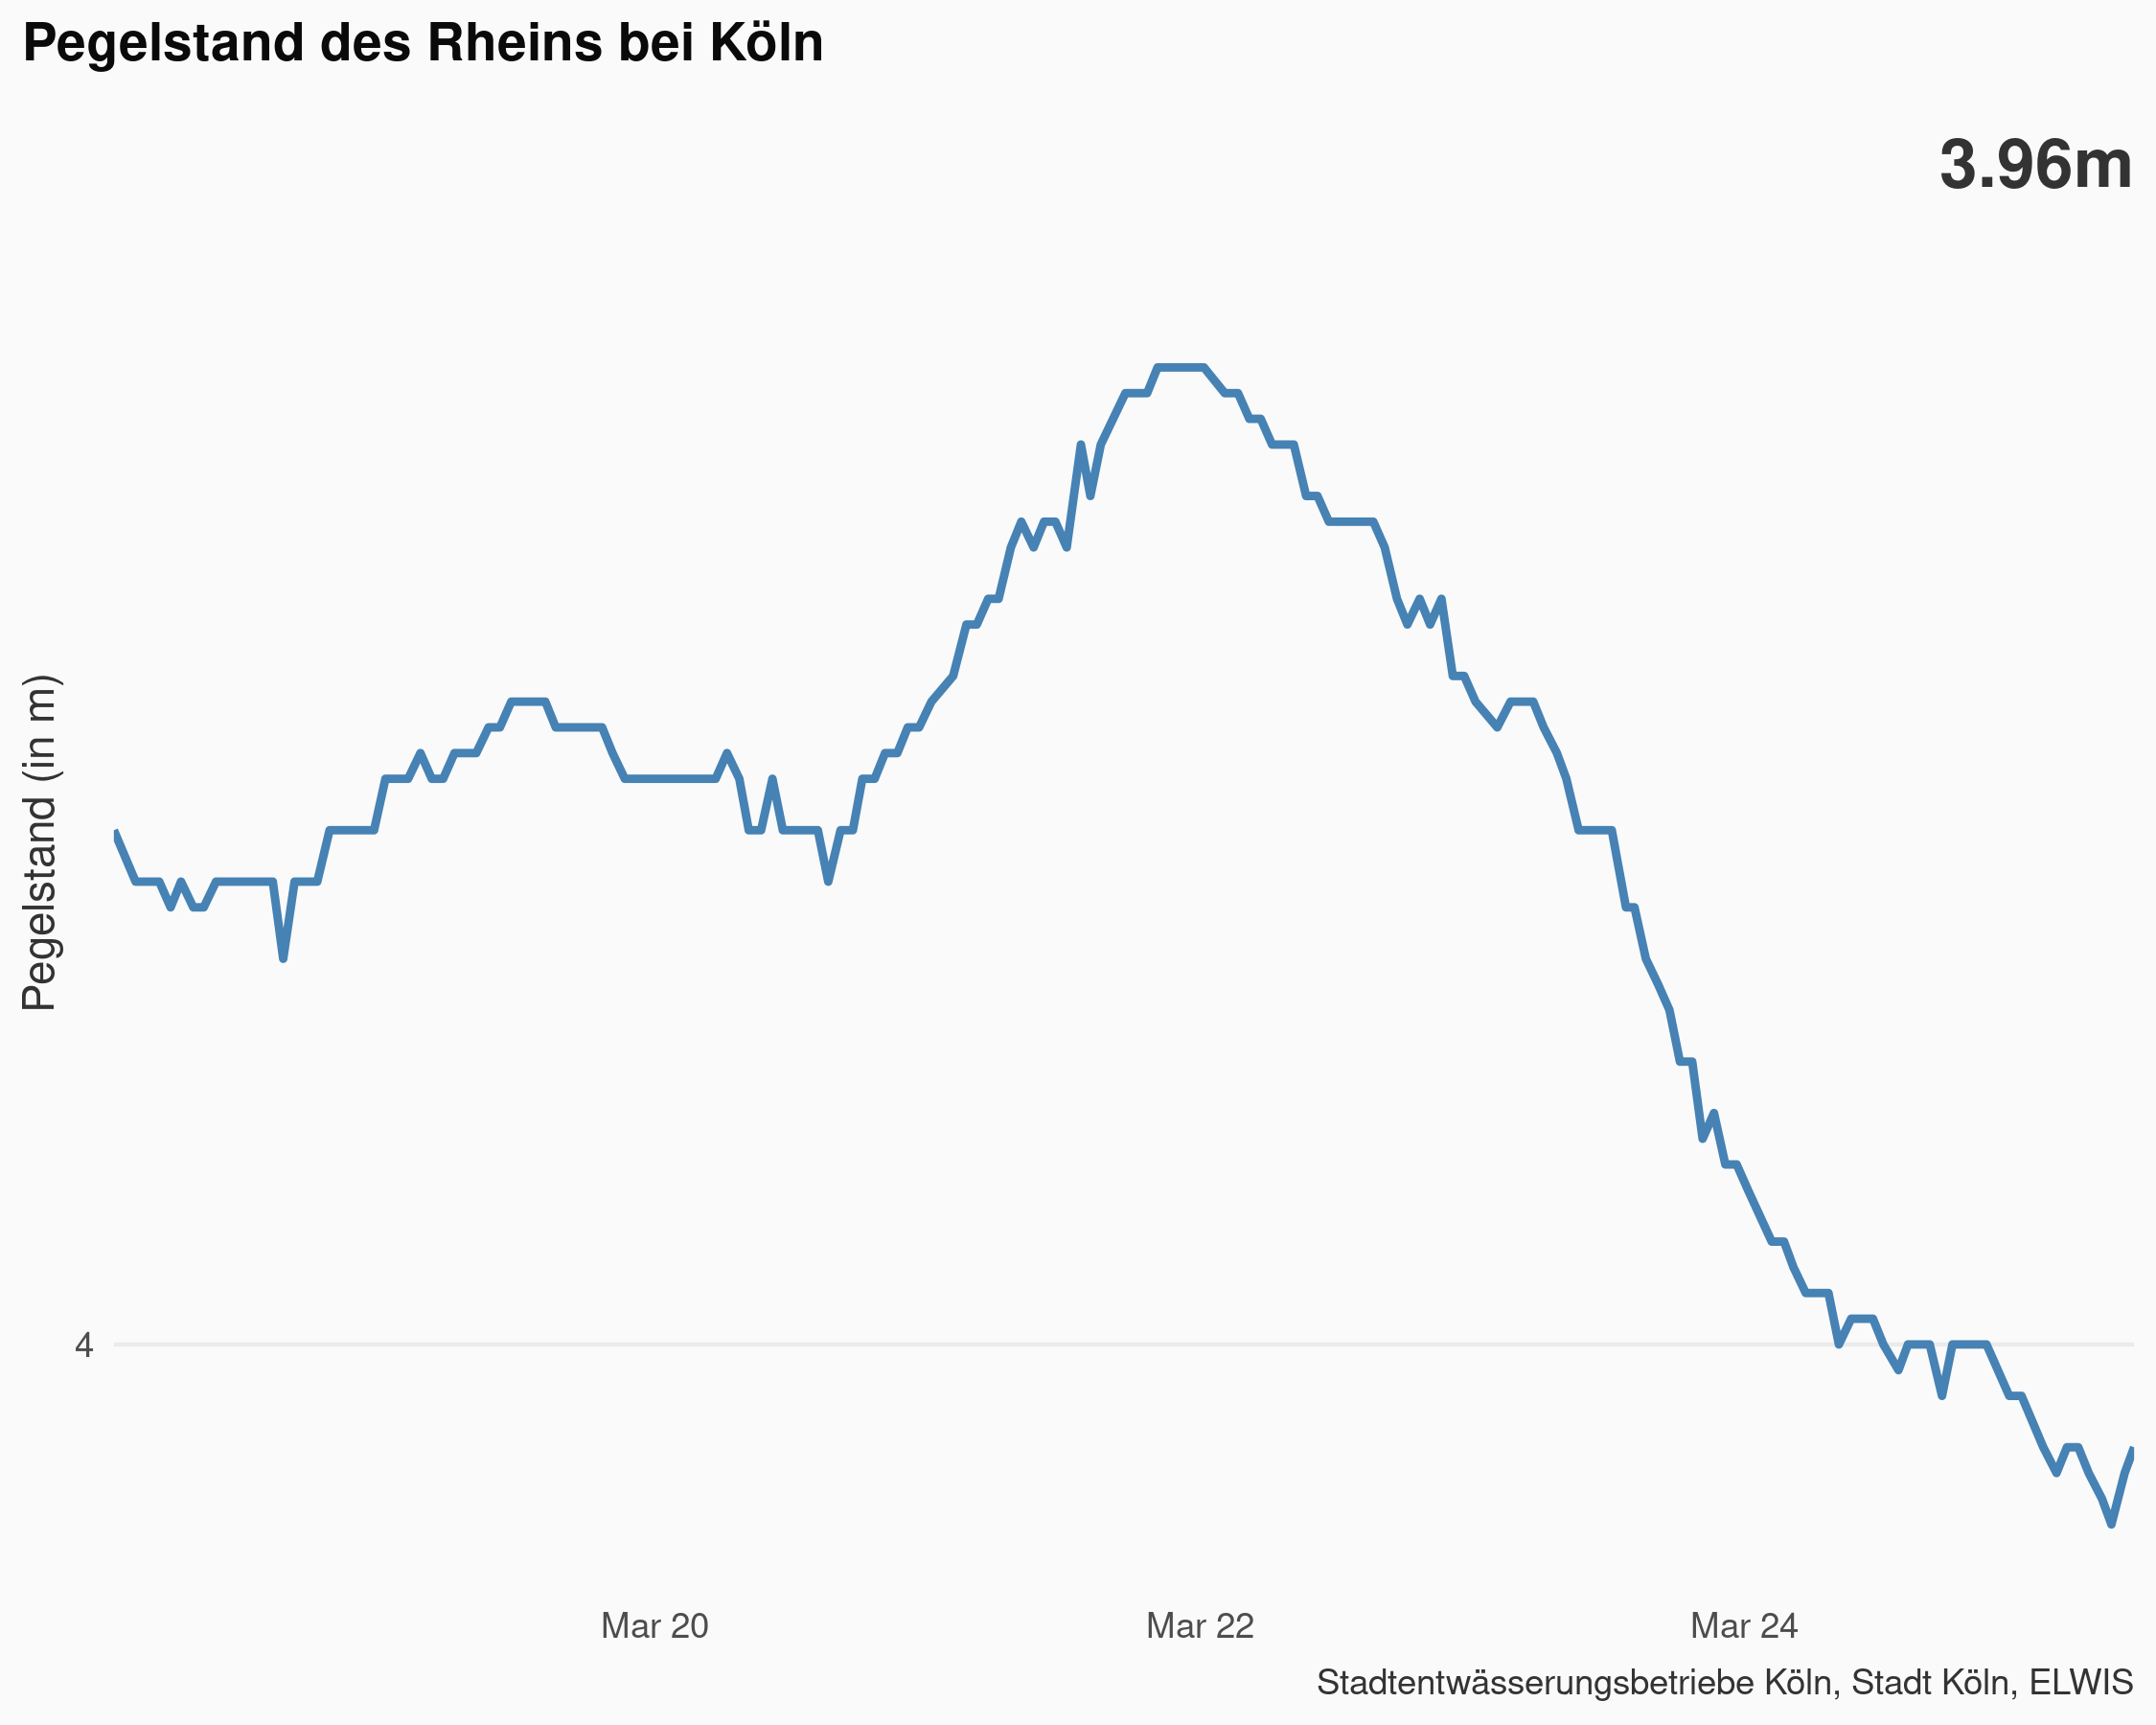 Pegelstand des Rheins bei Köln
3.96m
Pegelstand (in m)
4
Mar 20
Mar 22
Mar 24
Stadtentwässerungsbetriebe Köln, Stadt Köln, ELWIS